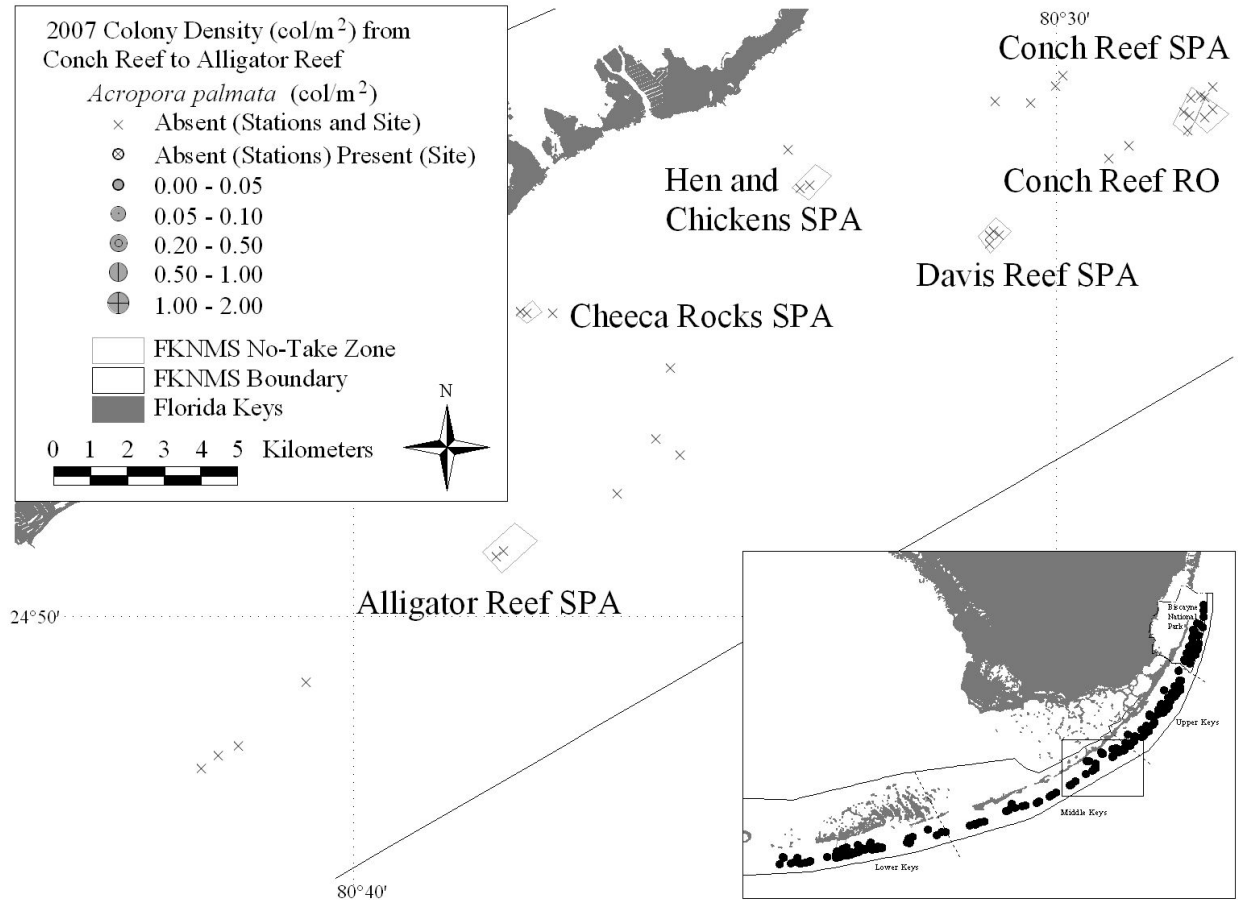 2007 Colony Density (col/m²) from
Conch Reef to Alligator Reef
Acropora palmata (col/m²)
Absent (Stations and Site)
Absent (Stations) Present (Site)
0.00 - 0.05
0.05 - 0.10
0.20 - 0.50
0.50 - 1.00
1.00 - 2.00
FKNMS No-Take Zone
FKNMS Boundary
Florida Keys
0 1 2 3 4 5 Kilometers
N
80°30'
Conch Reef SPA
Conch Reef RO
Hen and
Chickens SPA
Davis Reef SPA
Cheeca Rocks SPA
Alligator Reef SPA
24°50'
80°40'
Biscayne
National
Park
Upper Keys
Middle Keys
Lower Keys